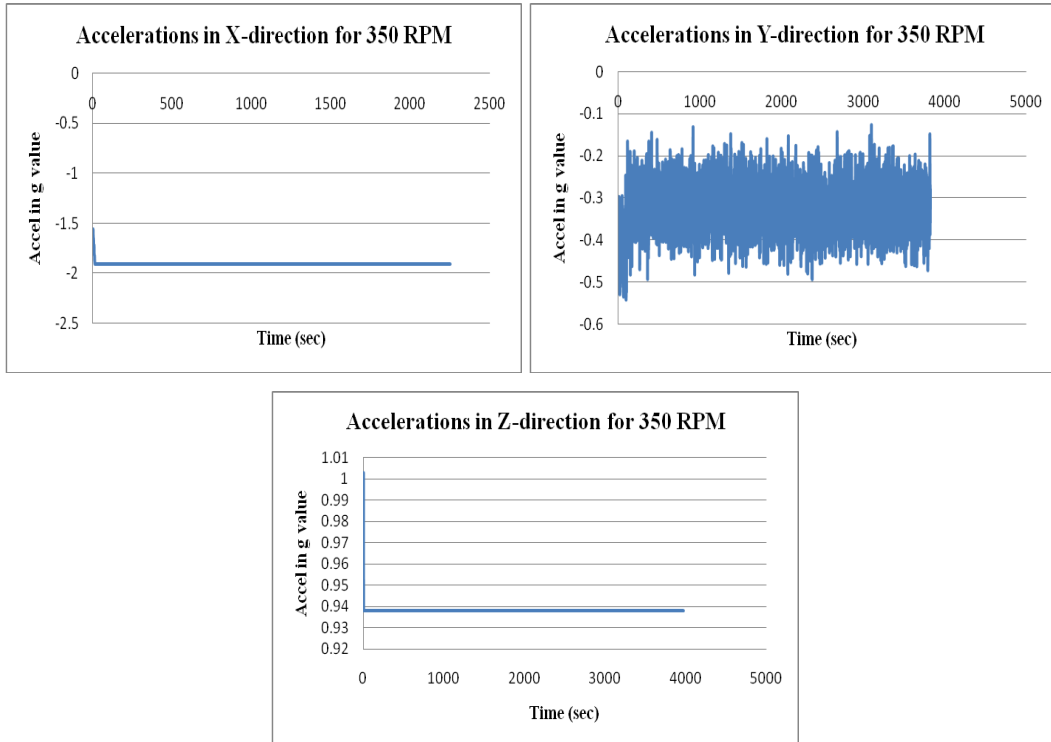 Accelerations in X-direction for 350 RPM
0
0 500 1000 1500 2000 2500
-0.5
-1
-1.5
-2
-2.5
Accel in g value
Time (sec)
Accelerations in Y-direction for 350 RPM
0
0 1000 2000 3000 4000 5000
-0.1
-0.2
-0.3
-0.4
-0.5
-0.6
Accel in g value
Time (sec)
Accelerations in Z-direction for 350 RPM
1.01
1
0.99
0.98
0.97
0.96
0.95
0.94
0.93
0.92
Accel in g value
0 1000 2000 3000 4000 5000
Time (sec)